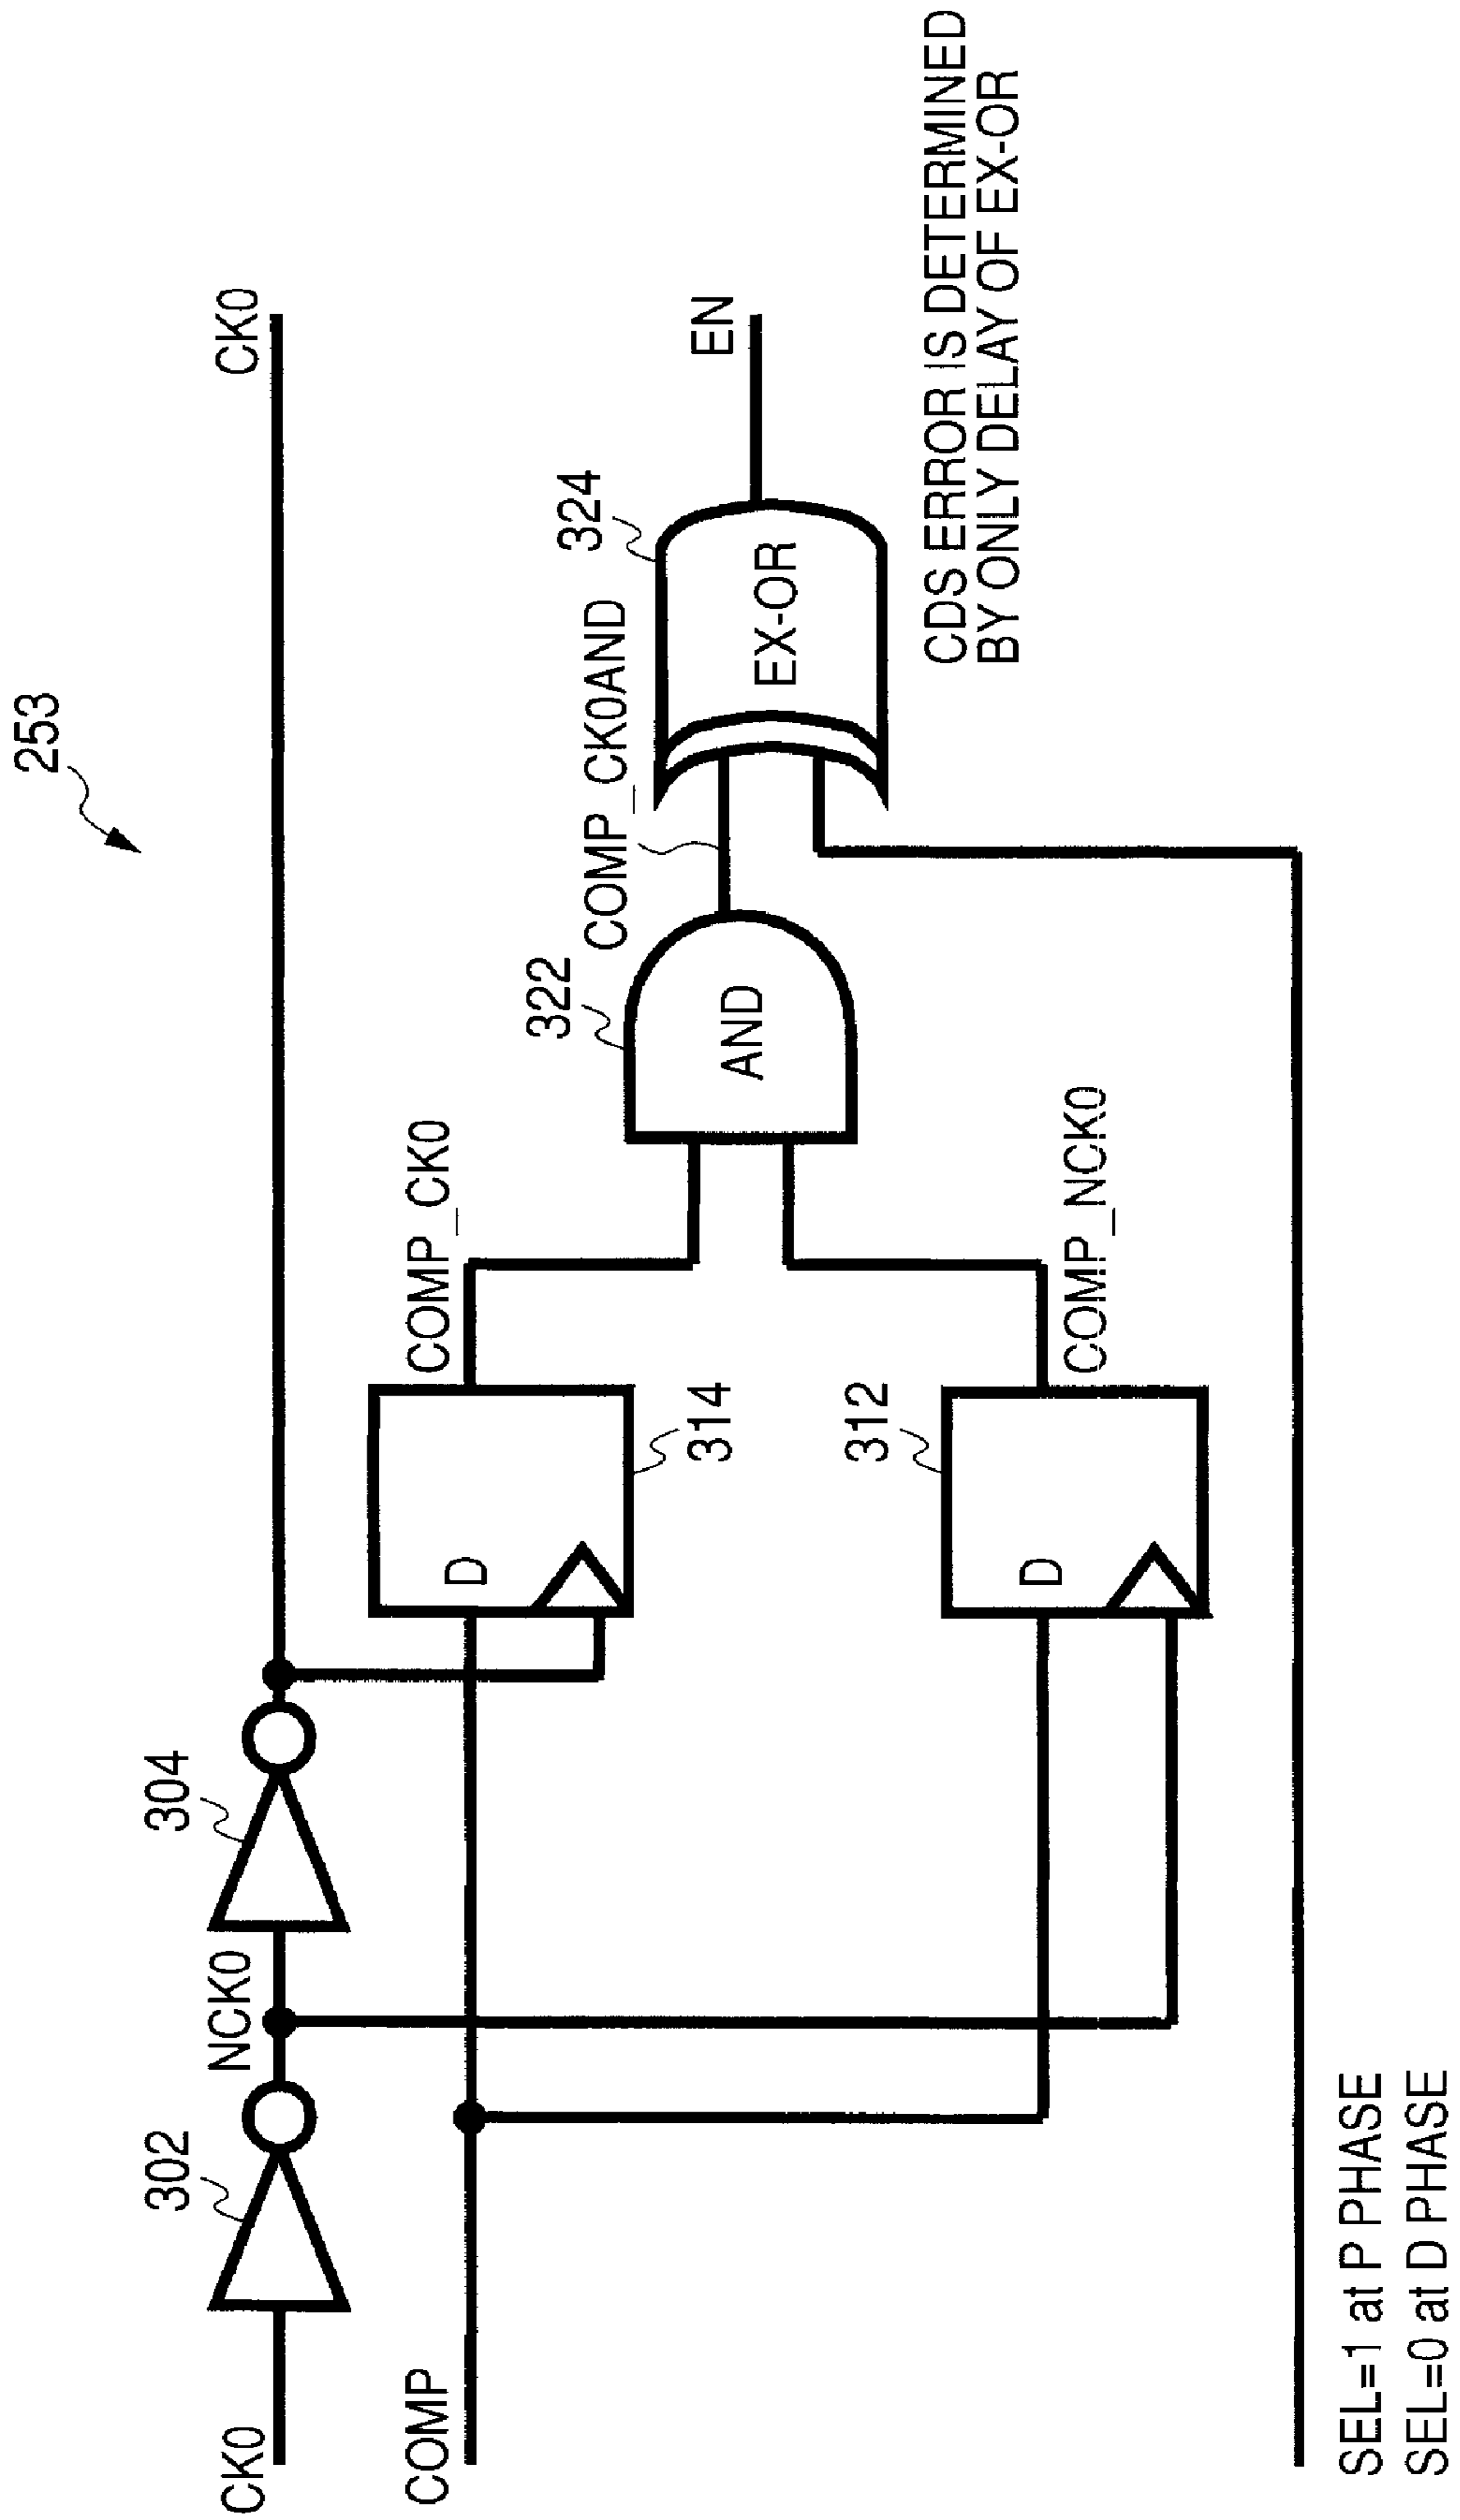 253
302
304
CK0
NCK0
CK0
COMP
D
COMP_CK0
314
322
AND
COMP_CK0AND
324
EX-OR
EN
312
D
COMP_NCK0
CDS ERROR IS DETERMINED
BY ONLY DELAY OF EX-OR
SEL=1 at P PHASE
SEL=0 at D PHASE